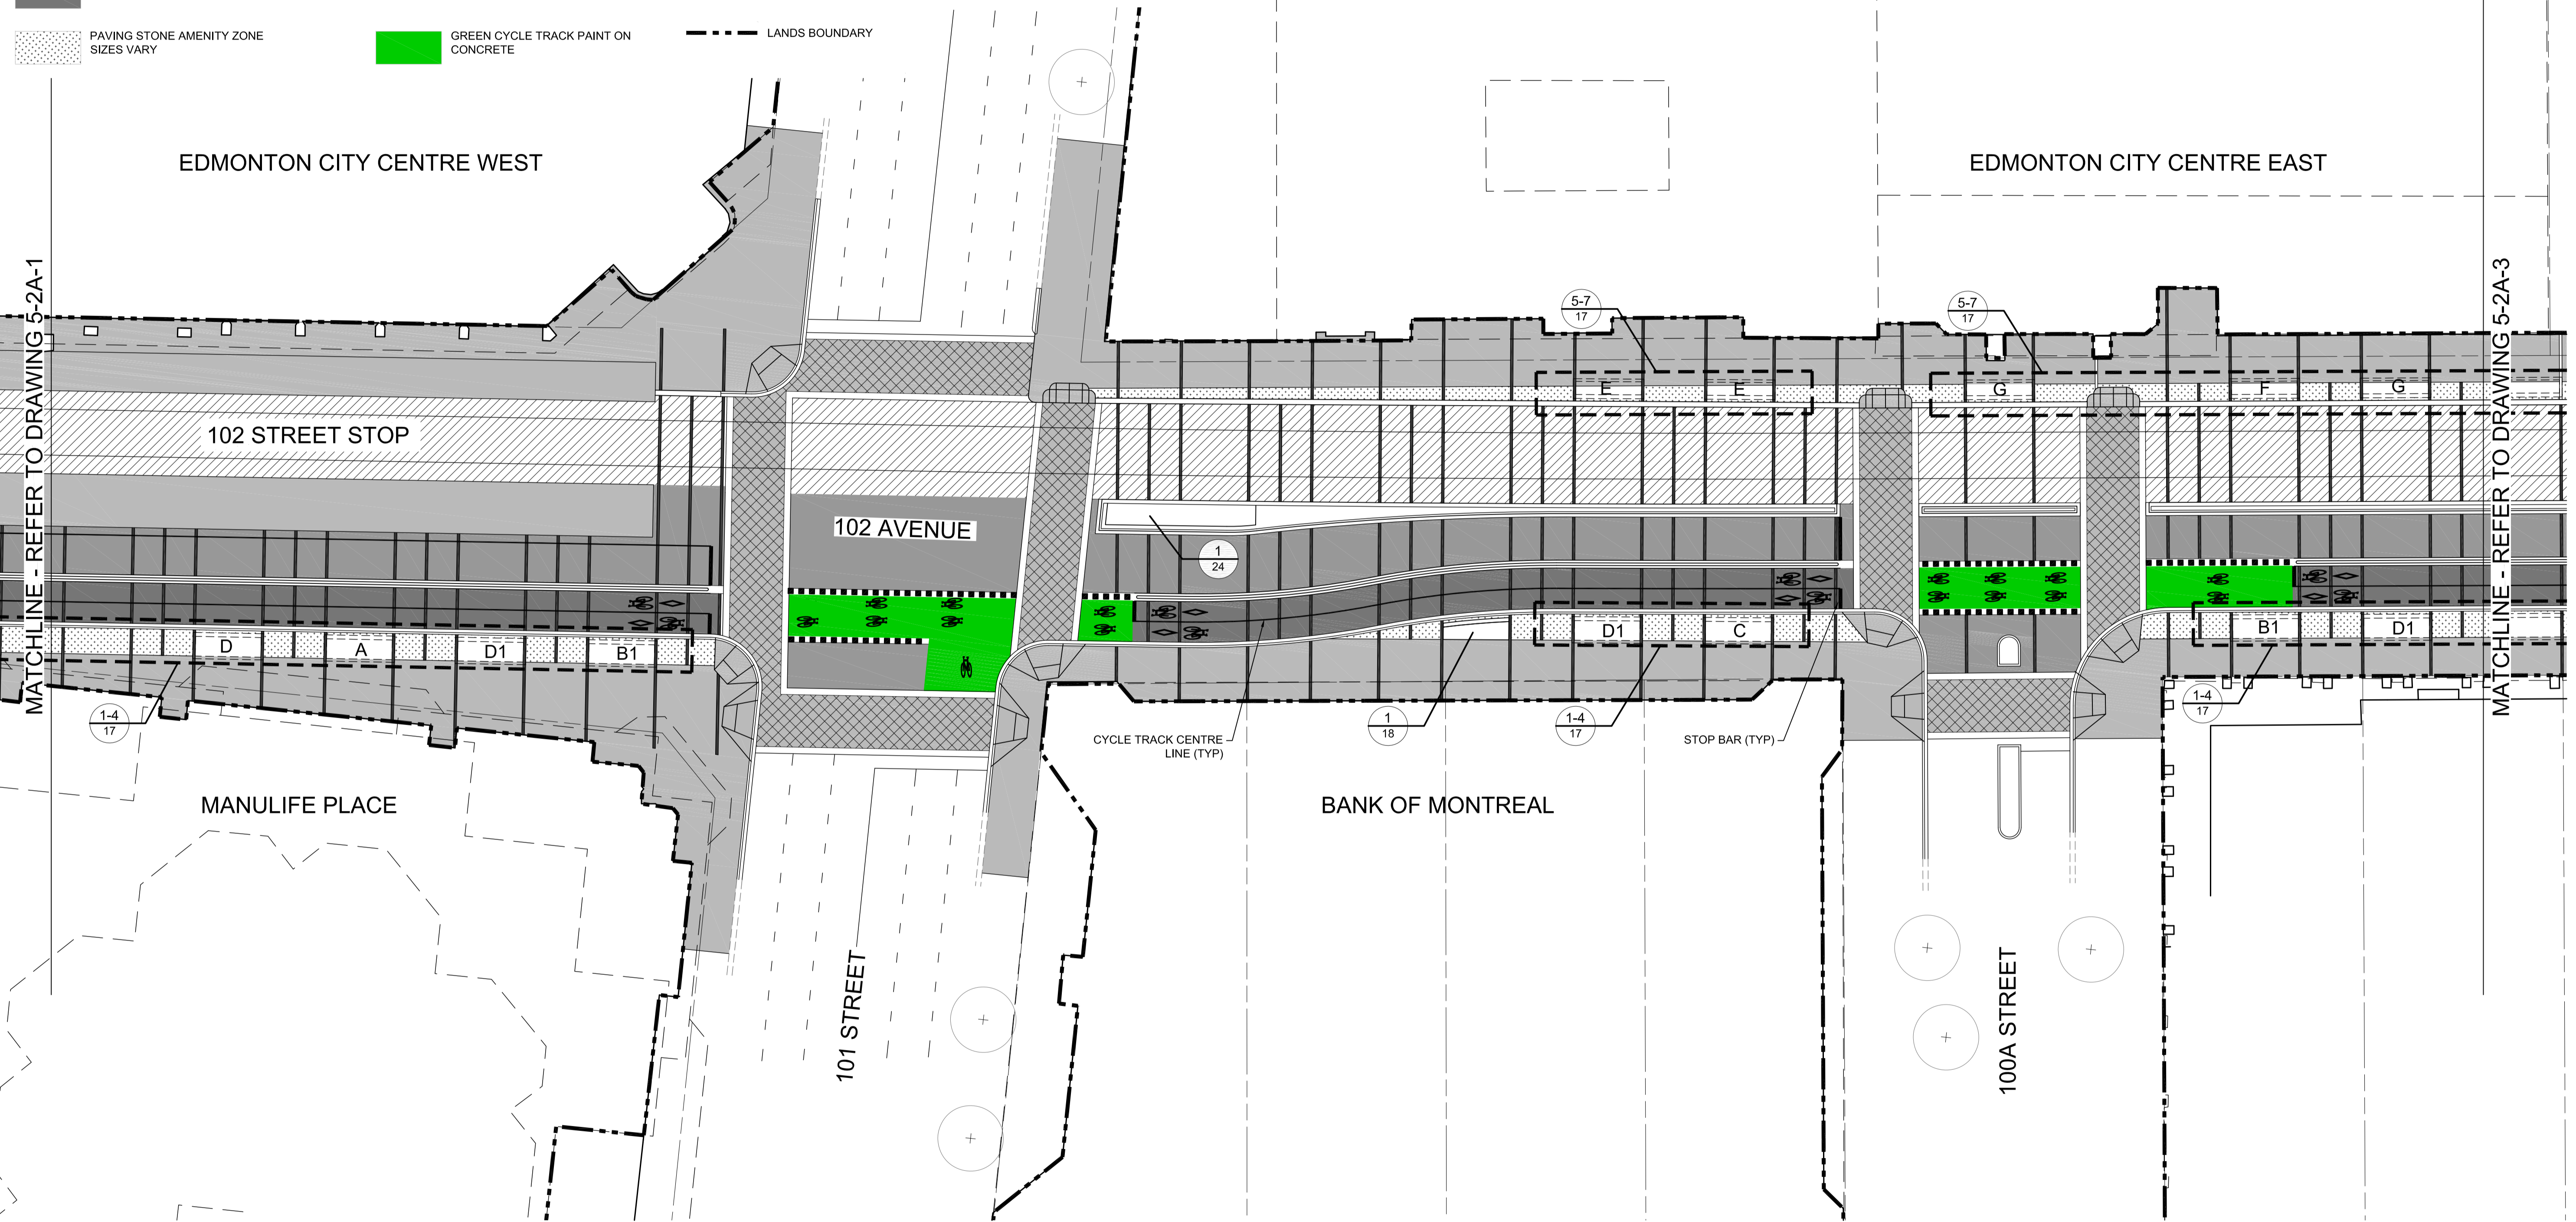 PAVING STONE AMENITY ZONE
SIZES VARY
GREEN CYCLE TRACK PAINT ON
CONCRETE
LANDS BOUNDARY
EDMONTON CITY CENTRE WEST
EDMONTON CITY CENTRE EAST
MATCHLINE - REFER TO DRAWING 5-2A-1
MATCHLINE - REFER TO DRAWING 5-2A-3
5-7
17
5-7
17
E
E
G
F
G
102 STREET STOP
102 AVENUE
1
24
D
A
D1
B1
D1
C
B1
D1
1-4
17
1
18
1-4
17
1-4
17
CYCLE TRACK CENTRE
LINE (TYP)
STOP BAR (TYP)
MANULIFE PLACE
BANK OF MONTREAL
101 STREET
100A STREET